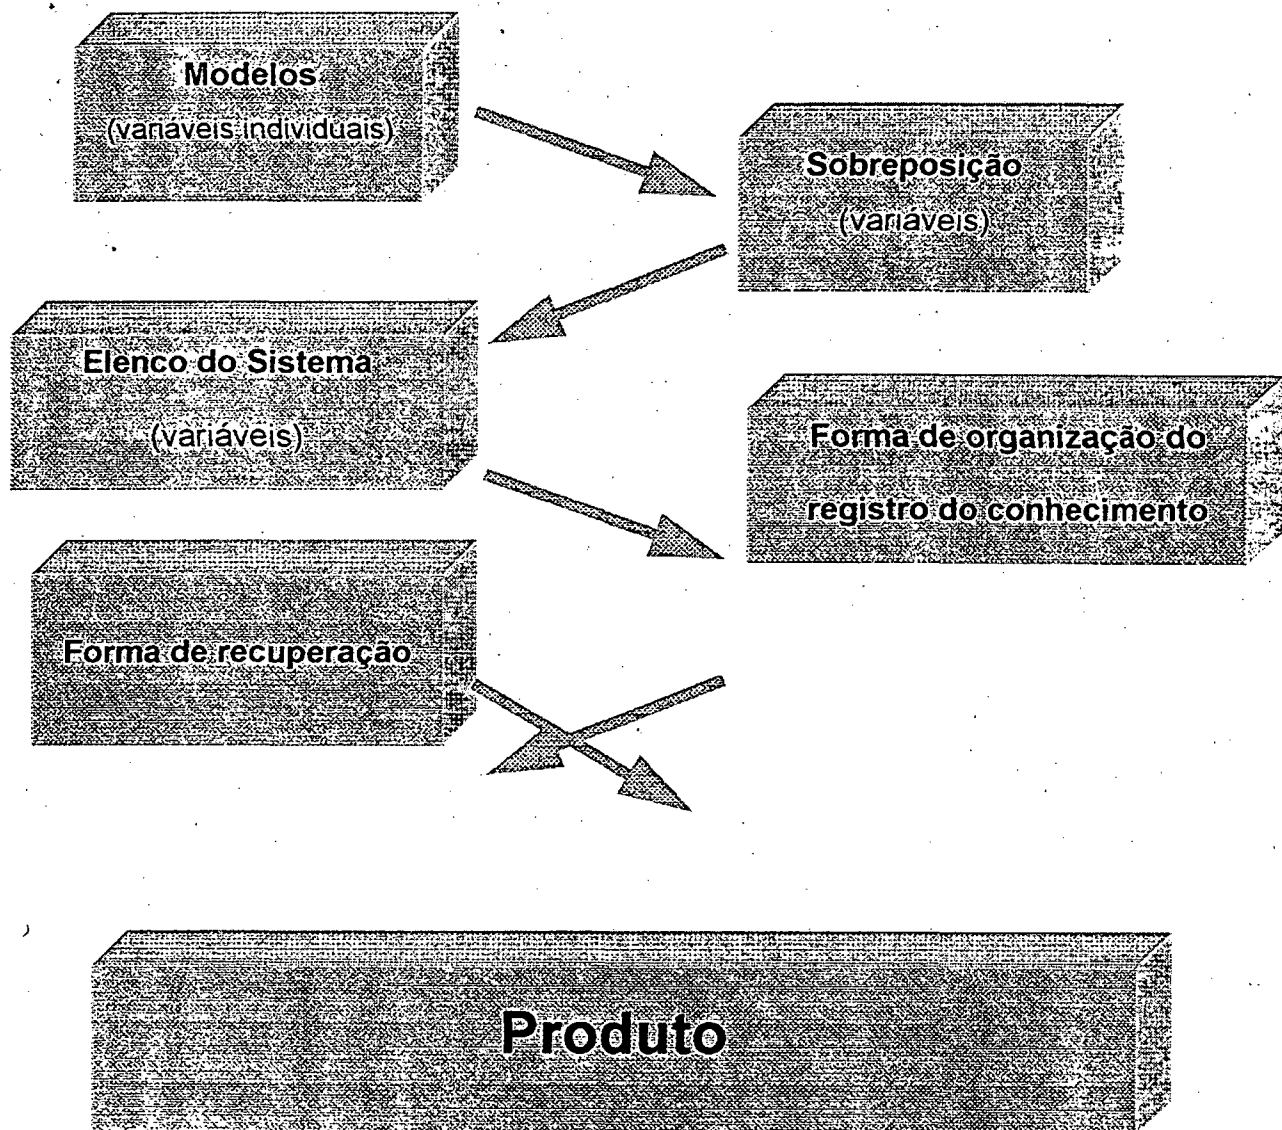 Modelos
(variáveis individuais)
Sobreposição
(variáveis)
Elenco do Sistema
(variáveis)
Forma de organização do
registro do conhecimento
Forma de recuperação
Produto